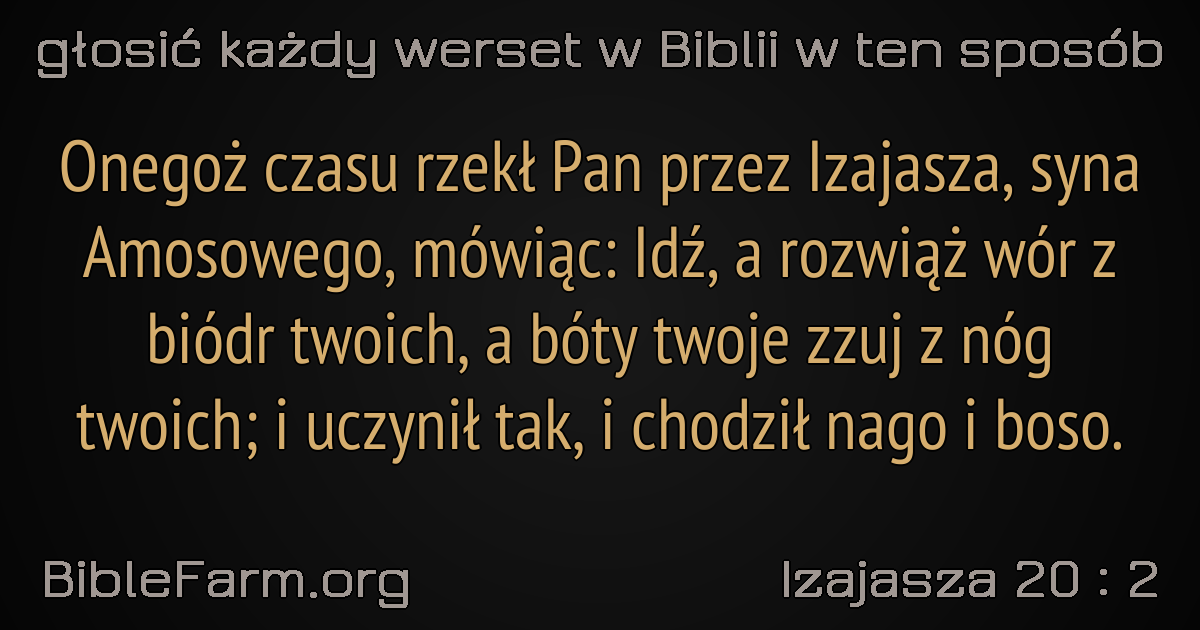 głosić każdy werset w Biblii w ten sposób
Onegoż czasu rzekł Pan przez Izajasza, syna
Amosowego, mówiąc: Idź, a rozwiąż wór z
biódr twoich, a bóty twoje zzuj z nóg
twoich; i uczynił tak, i chodził nago i boso.
BibleFarm.org
Izajasza 20 : 2